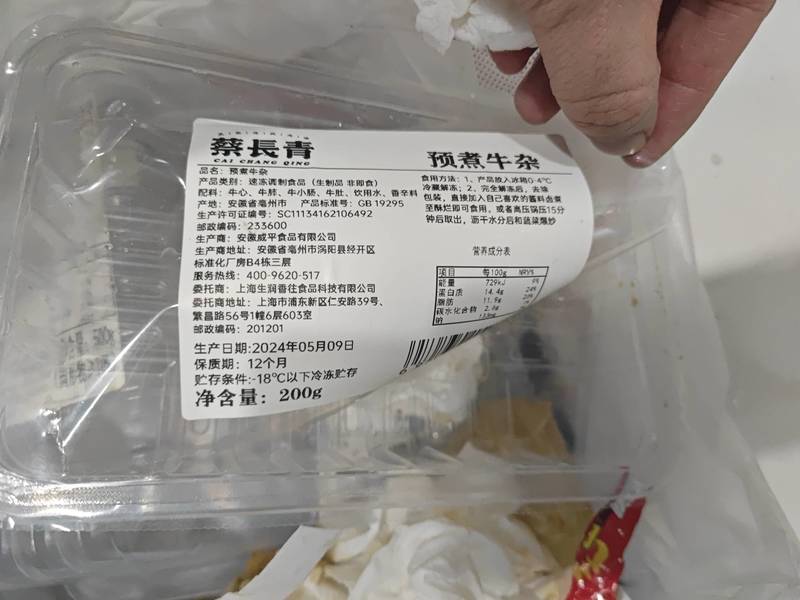 蔡長青
CAI CHANG QING
预煮牛杂
品名：预煮牛杂
产品类别：速冻调制食品（生制品 非即食）
配料：牛心、牛肺、牛小肠、牛肚、饮用水、香辛料
产地：安徽省亳州市 产品标准号：GB 19295
生产许可证编号：SC11134162106492
邮政编码：233600
生产商：安徽威平食品有限公司
生产商地址：安徽省亳州市涡阳县经开区
标准化厂房B4栋三层
服务热线：400-9620-517
委托商：上海生润香往食品科技有限公司
委托商地址：上海市浦东新区仁安路39号、
繁昌路56号1幢6层603室
邮政编码：201201
生产日期:2024年05月09日
保质期：12个月
贮存条件:-18℃以下冷冻贮存
净含量：200g
食用方法：1、产品放入冰箱0-4℃
冷藏解冻；2、完全解冻后，去除
包装，直接加入自己喜欢的酱料卤煮
至酥烂即可食用，或者高压锅压15分
钟后取出，沥干水分后和蔬菜爆炒
营养成分表
项目 每100g NRV%
能量 729kJ 9%
蛋白质 14.4g 24%
脂肪 11.9g 20%
碳水化合物
钠